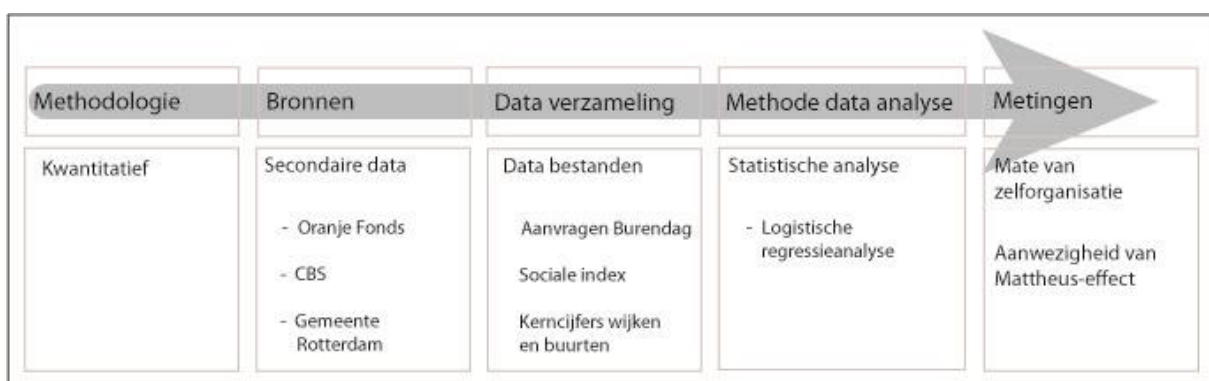 Methodologie
Bronnen
Data verzameling
Methode data analyse
Metingen
Kwantitatief
Secondaire data
- Oranje Fonds
- CBS
- Gemeente
Rotterdam
Data bestanden
Aanvragen Burendag
Sociale index
Kerncijfers wijken
en buurten
Statistische analyse
- Logistische
regressieanalyse
Mate van
zelforganisatie
Aanwezigheid van
Mattheus-effect